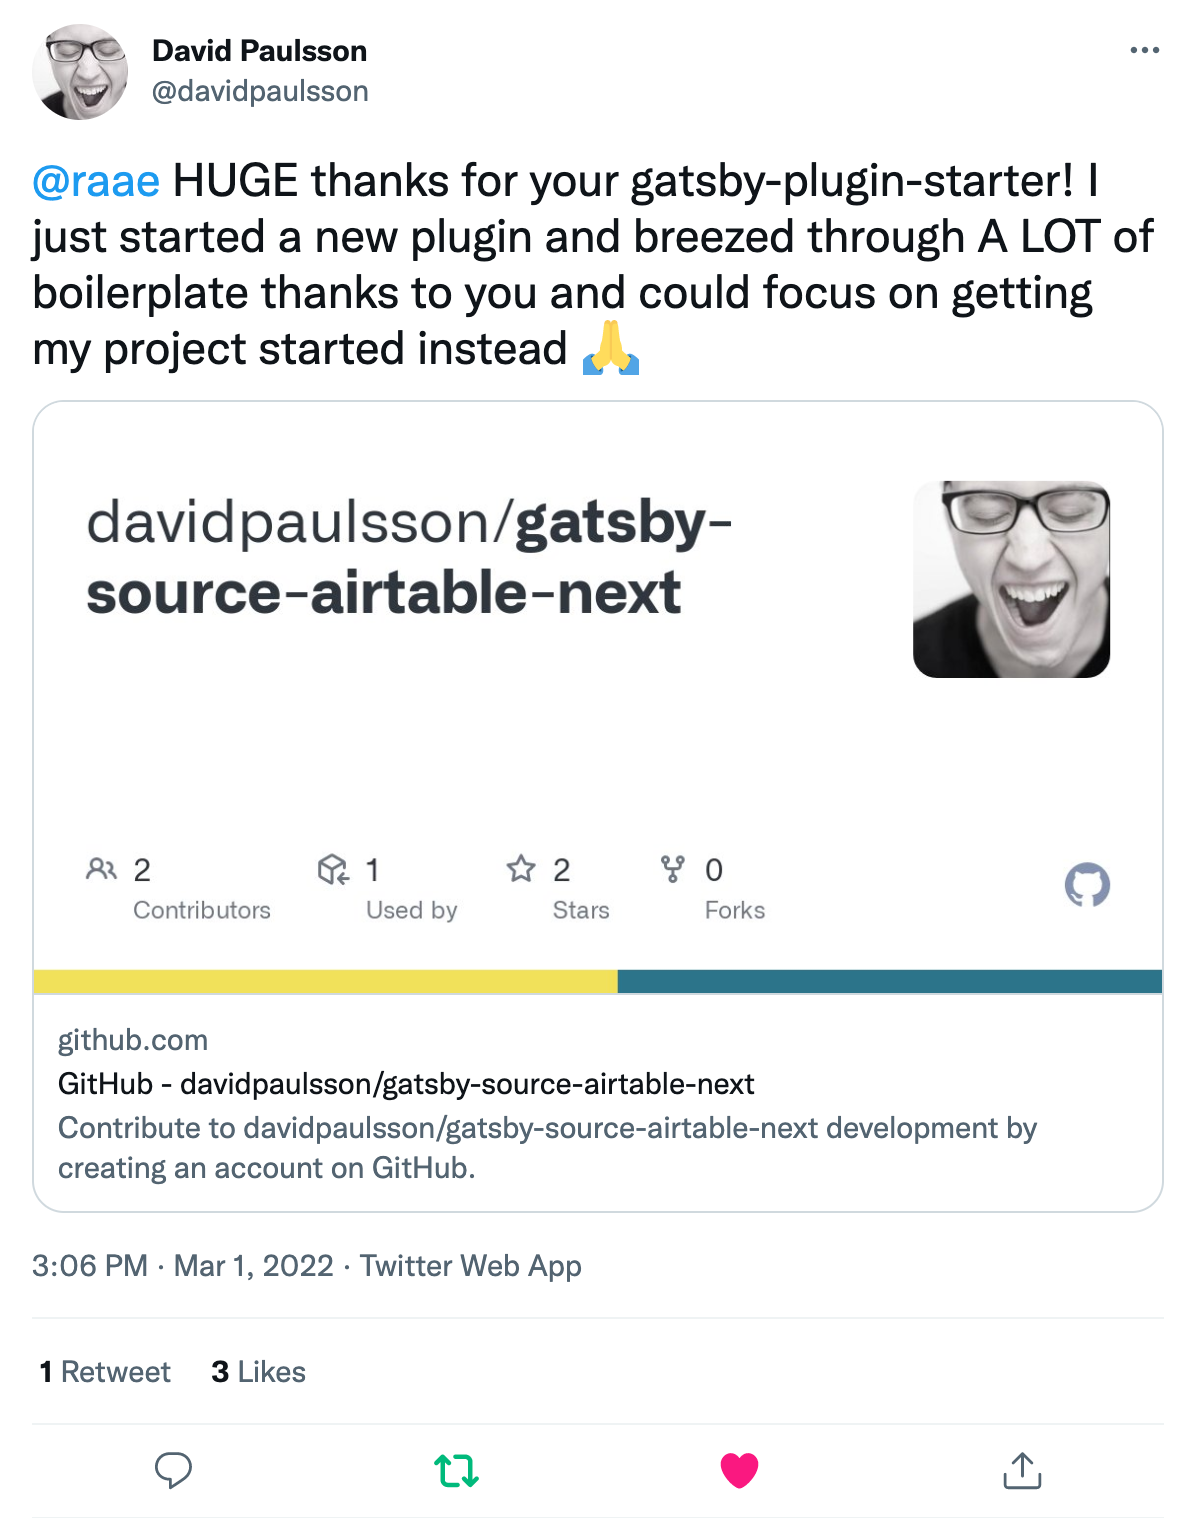 David Paulsson
@davidpaulsson
@raae HUGE thanks for your gatsby-plugin-starter! I
just started a new plugin and breezed through A LOT of
boilerplate thanks to you and could focus on getting
my project started instead 🙏
davidpaulsson/gatsby-
source-airtable-next
2 1 2 0
Contributors Used by Stars Forks
github.com
GitHub - davidpaulsson/gatsby-source-airtable-next
Contribute to davidpaulsson/gatsby-source-airtable-next development by
creating an account on GitHub.
3:06 PM · Mar 1, 2022 · Twitter Web App
1 Retweet 3 Likes